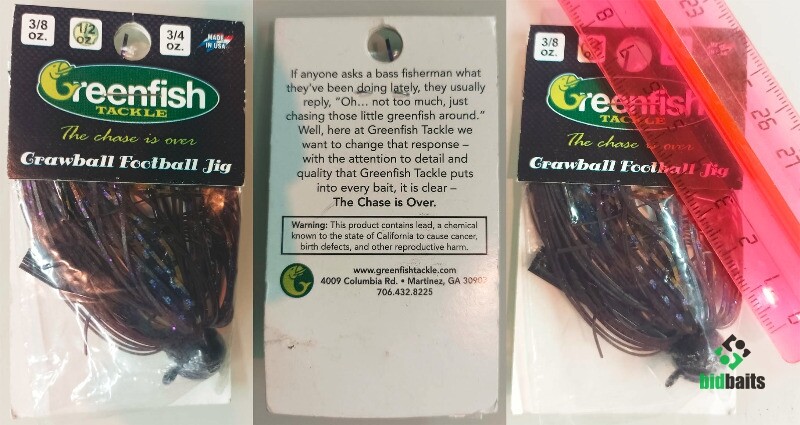 3/8
oz.
1/2
oz.
3/4
oz.
MADE
IN USA
Greenfish
TACKLE
The chase is over
Crawball Football Jig
If anyone asks a bass fisherman what
they've been doing lately, they usually
reply, “Oh... not too much, just
chasing those little greenfish around.”
Well, here at Greenfish Tackle we
want to change that response –
with the attention to detail and
quality that Greenfish Tackle puts
into every bait, it is clear –
The Chase is Over.
Warning: This product contains lead, a chemical
known to the state of California to cause cancer,
birth defects, and other reproductive harm.
www.greenfishtackle.com
4009 Columbia Rd. • Martinez, GA 30907
706.432.8225
3/8
oz.
Greenfish
TACKLE
The chase is over
Crawball Football Jig
25
26
27
2
1
bidbaits